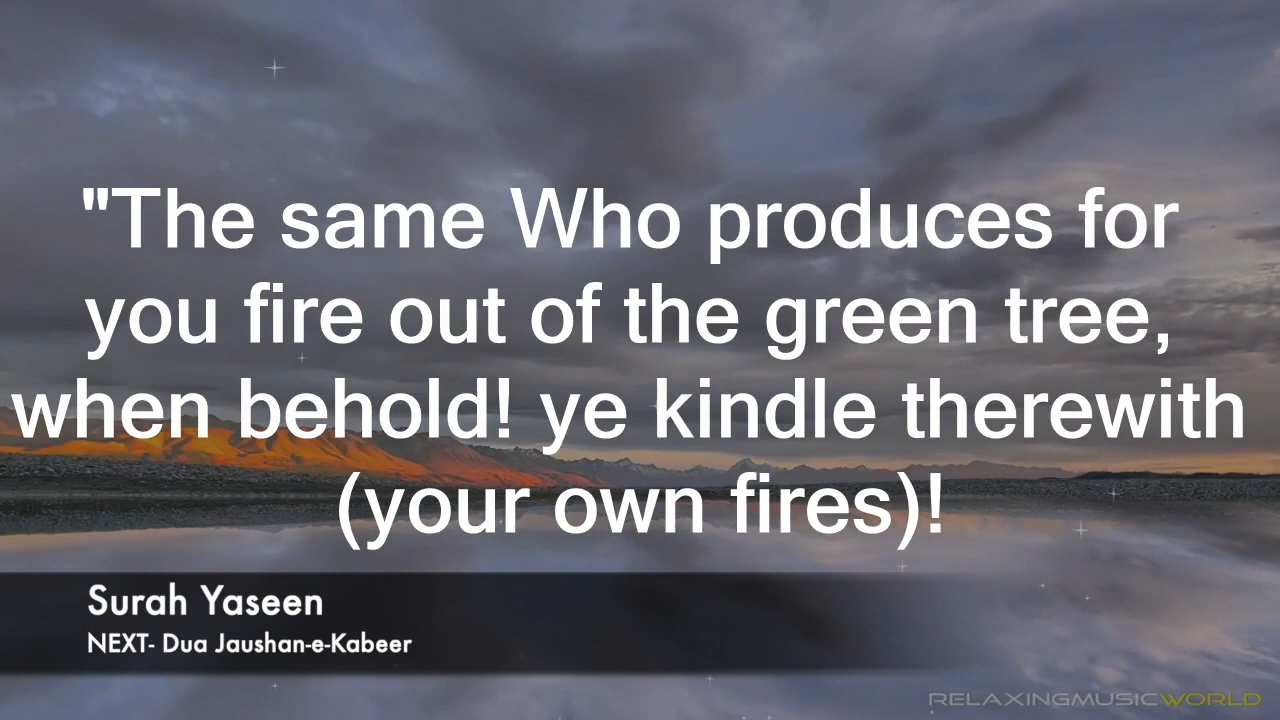 "The same Who produces for
you fire out of the green tree,
when behold! ye kindle therewith
(your own fires)!
Surah Yaseen
NEXT- Dua Jaushan-e-Kabeer
RELAXINGMUSICWORLD